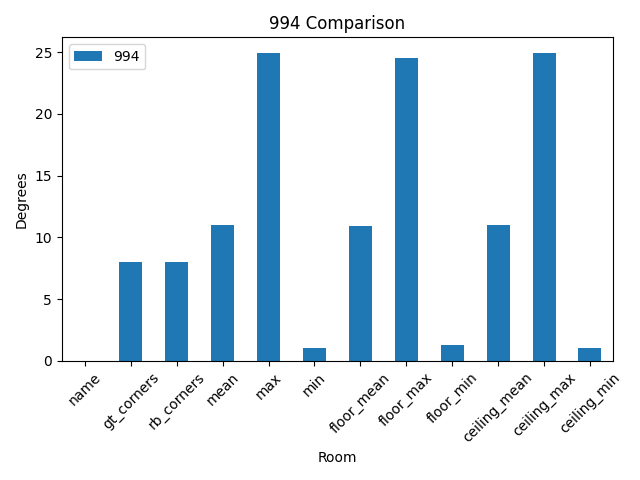 994 Comparison
994
Degrees
25
20
15
10
5
0
name
gt_corners
rb_corners
mean
max
min
floor_mean
floor_max
floor_min
ceiling_mean
ceiling_max
ceiling_min
Room